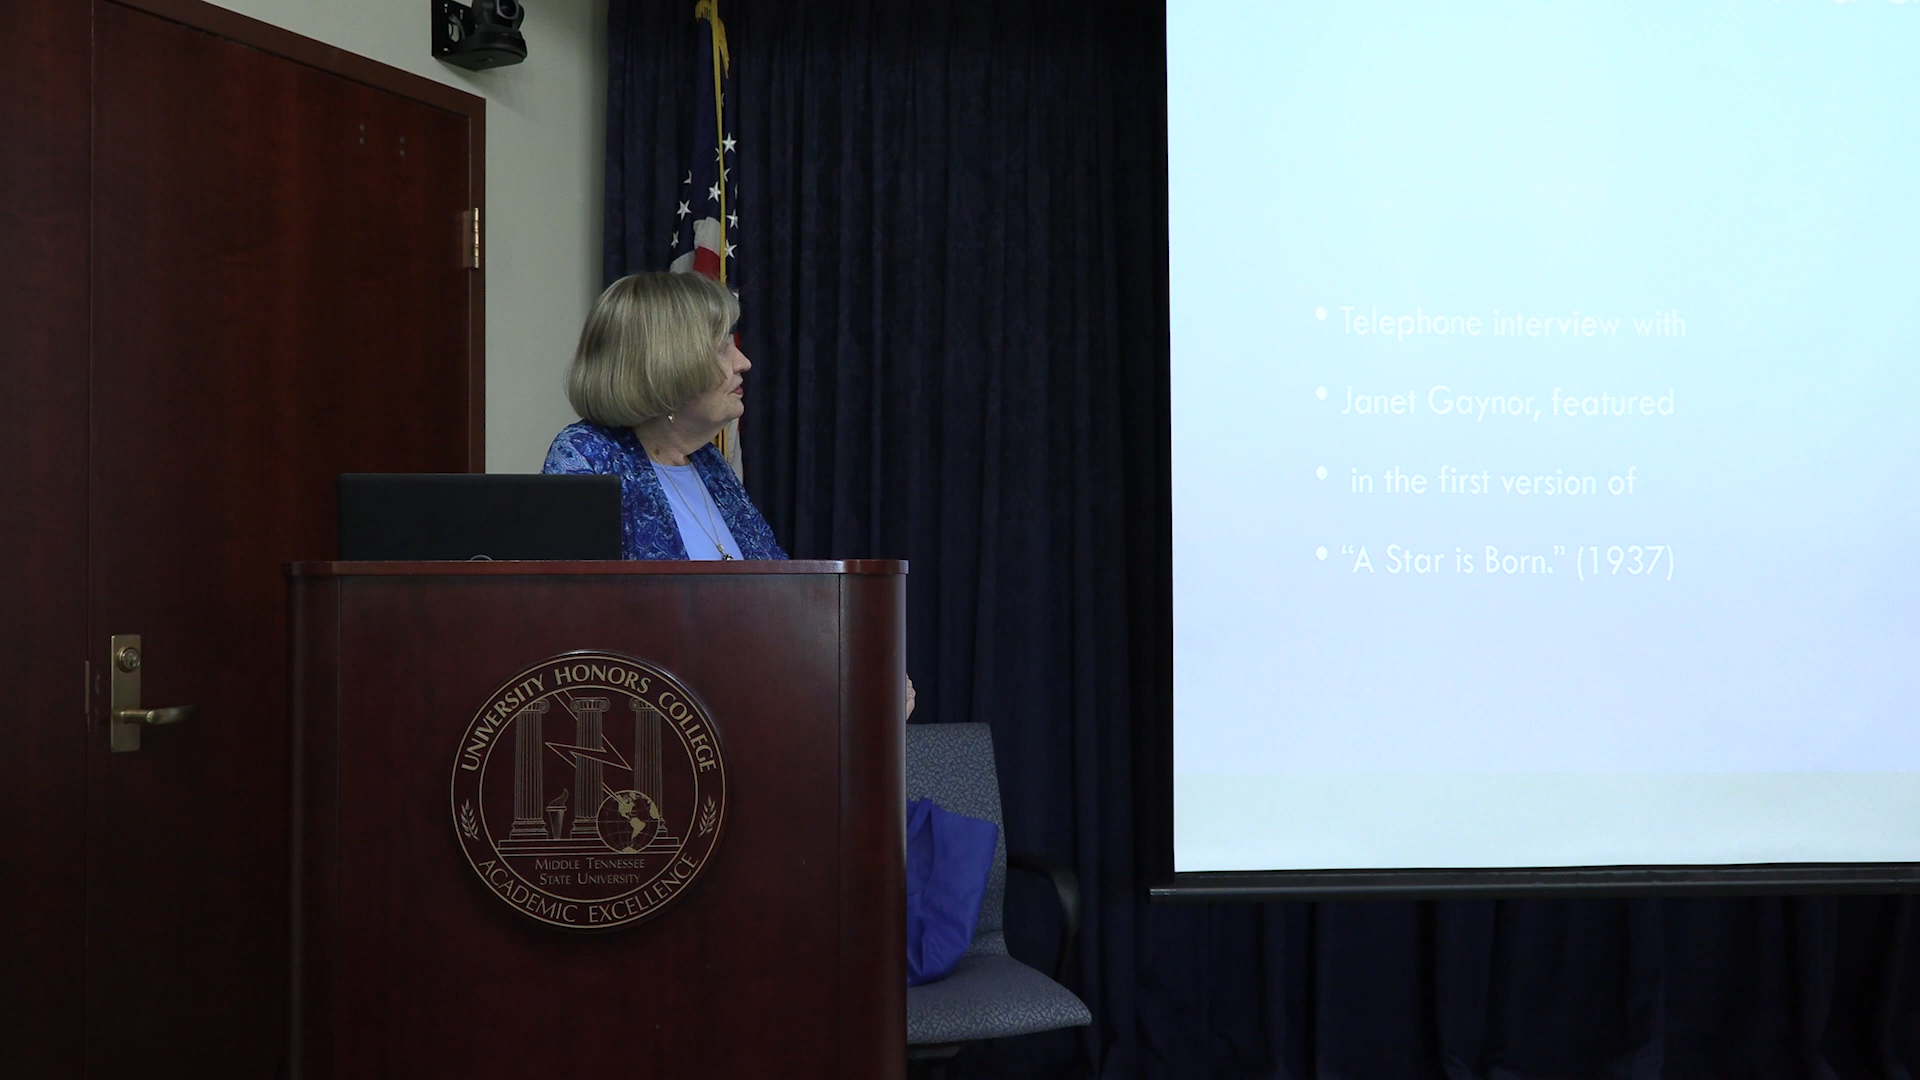 • Telephone interview with
• Janet Gaynor, featured
• in the first version of
• “A Star is Born.” (1937)
UNIVERSITY HONORS COLLEGE
MIDDLE TENNESSEE
STATE UNIVERSITY
ACADEMIC EXCELLENCE